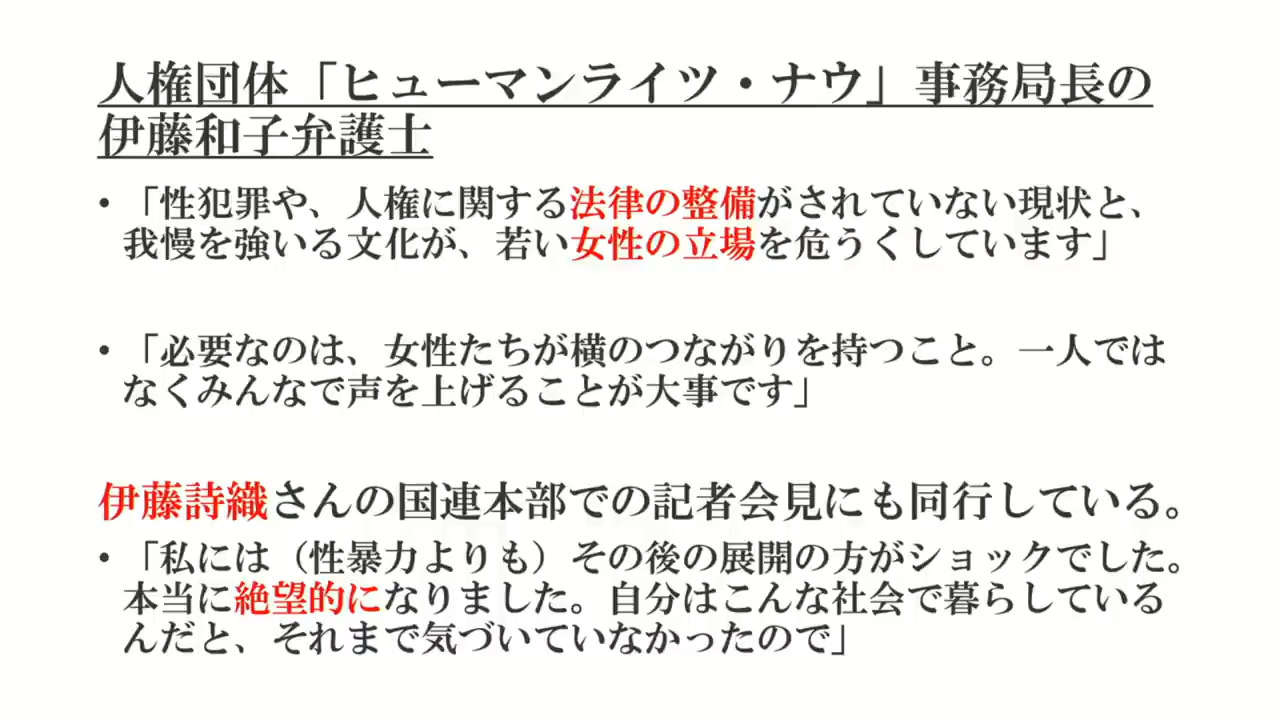 人権団体「ヒューマンライツ・ナウ」事務局長の
伊藤和子弁護士
•「性犯罪や、人権に関する法律の整備がされていない現状と、
我慢を強いる文化が、若い女性の立場を危うくしています」
•「必要なのは、女性たちが横のつながりを持つこと。一人では
なくみんなで声を上げることが大事です」
伊藤詩織さんの国連本部での記者会見にも同行している。
•「私には（性暴力よりも）その後の展開の方がショックでした。
本当に絶望的になりました。自分はこんな社会で暮らしている
んだと、それまで気づいていなかったので」